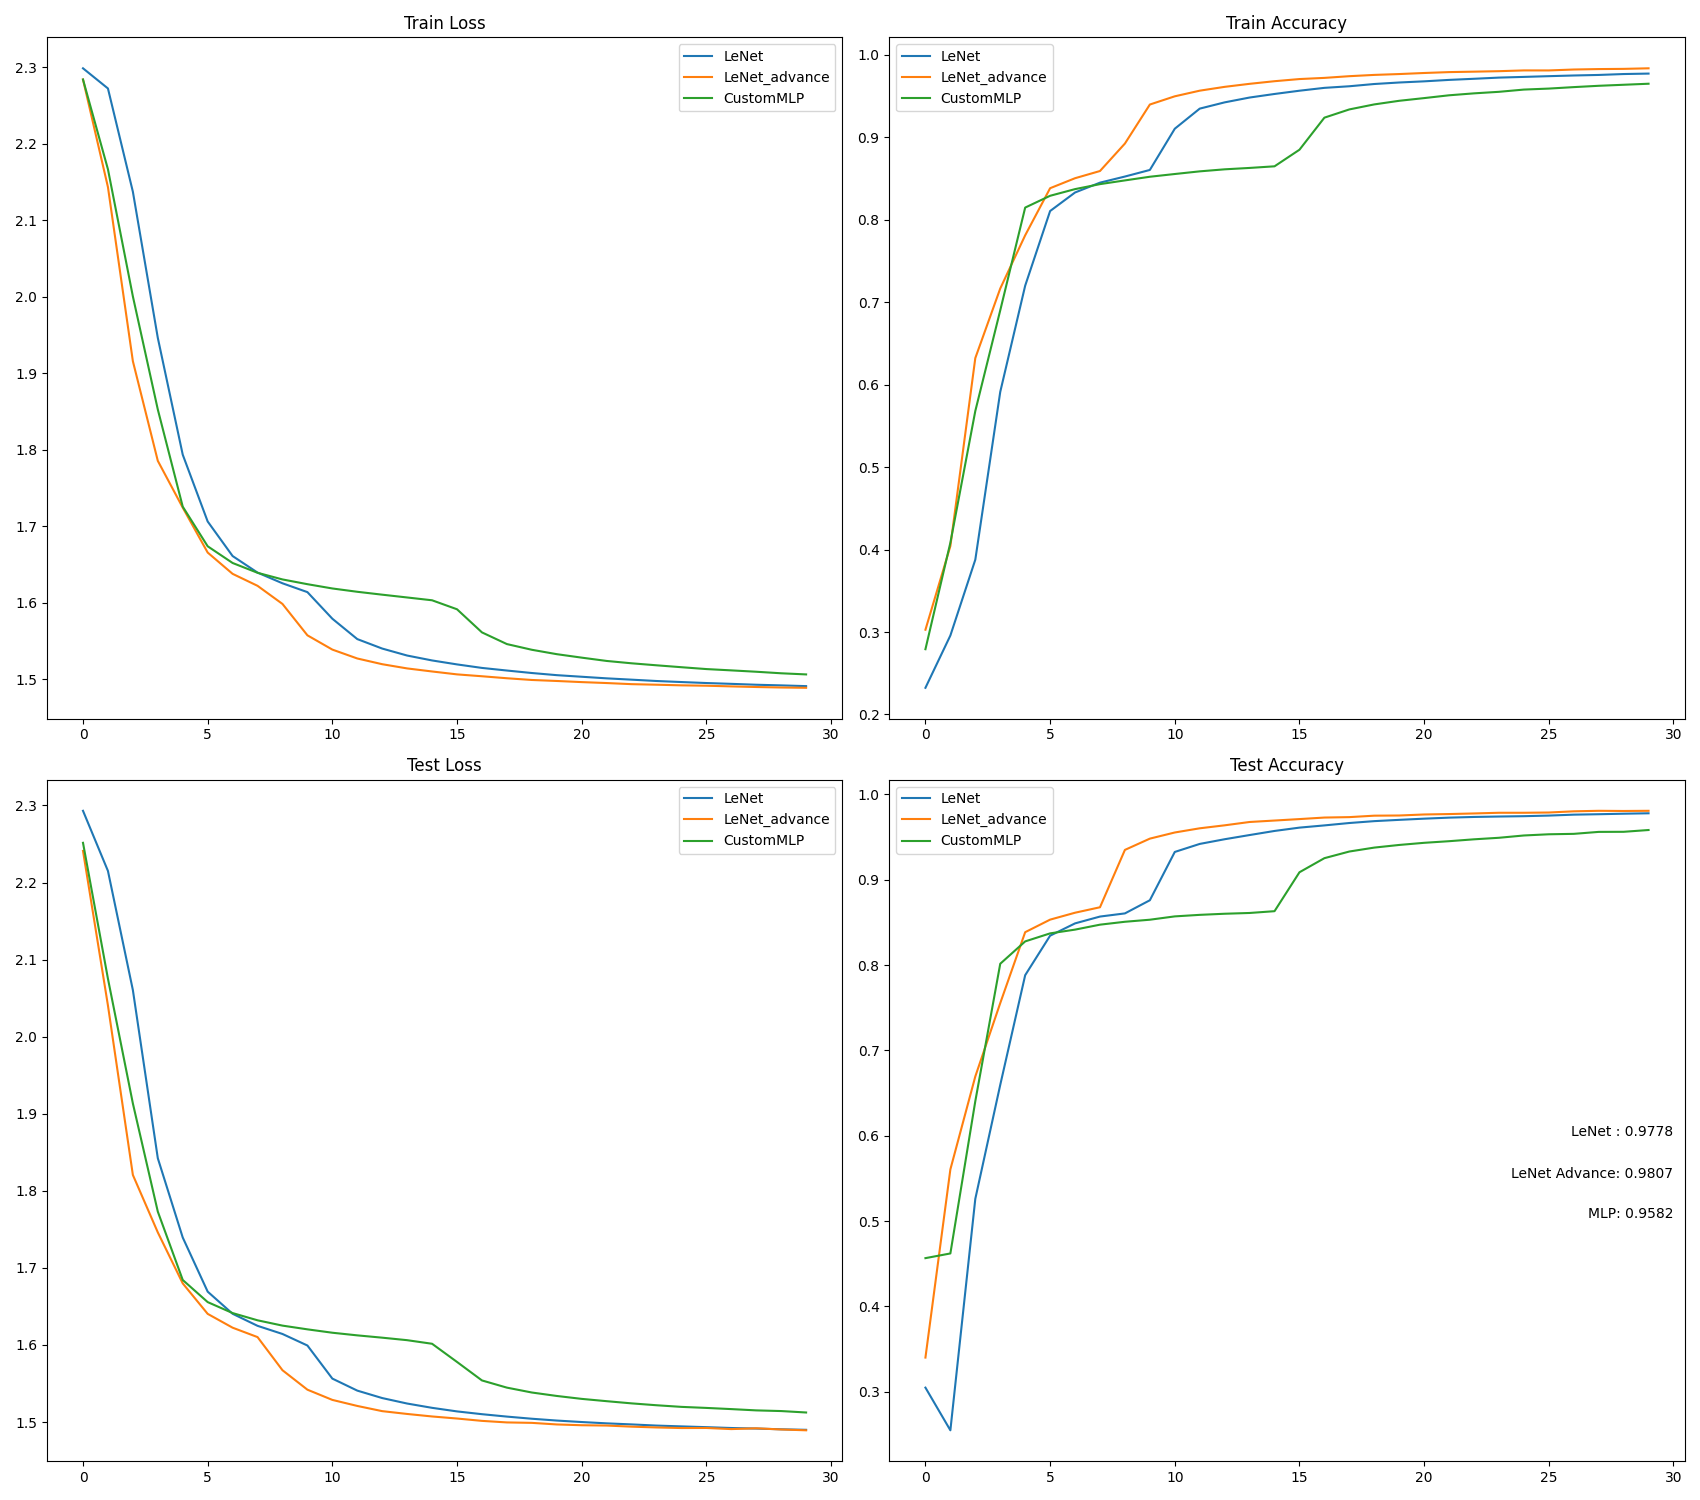 Train Loss
2.3
2.2
2.1
2.0
1.9
1.8
1.7
1.6
1.5
0 5 10 15 20 25 30
LeNet
LeNet_advance
CustomMLP
Train Accuracy
1.0
0.9
0.8
0.7
0.6
0.5
0.4
0.3
0.2
0 5 10 15 20 25 30
LeNet
LeNet_advance
CustomMLP
Test Loss
2.3
2.2
2.1
2.0
1.9
1.8
1.7
1.6
1.5
0 5 10 15 20 25 30
LeNet
LeNet_advance
CustomMLP
Test Accuracy
1.0
0.9
0.8
0.7
0.6
0.5
0.4
0.3
0 5 10 15 20 25 30
LeNet
LeNet_advance
CustomMLP
LeNet : 0.9778
LeNet Advance: 0.9807
MLP: 0.9582